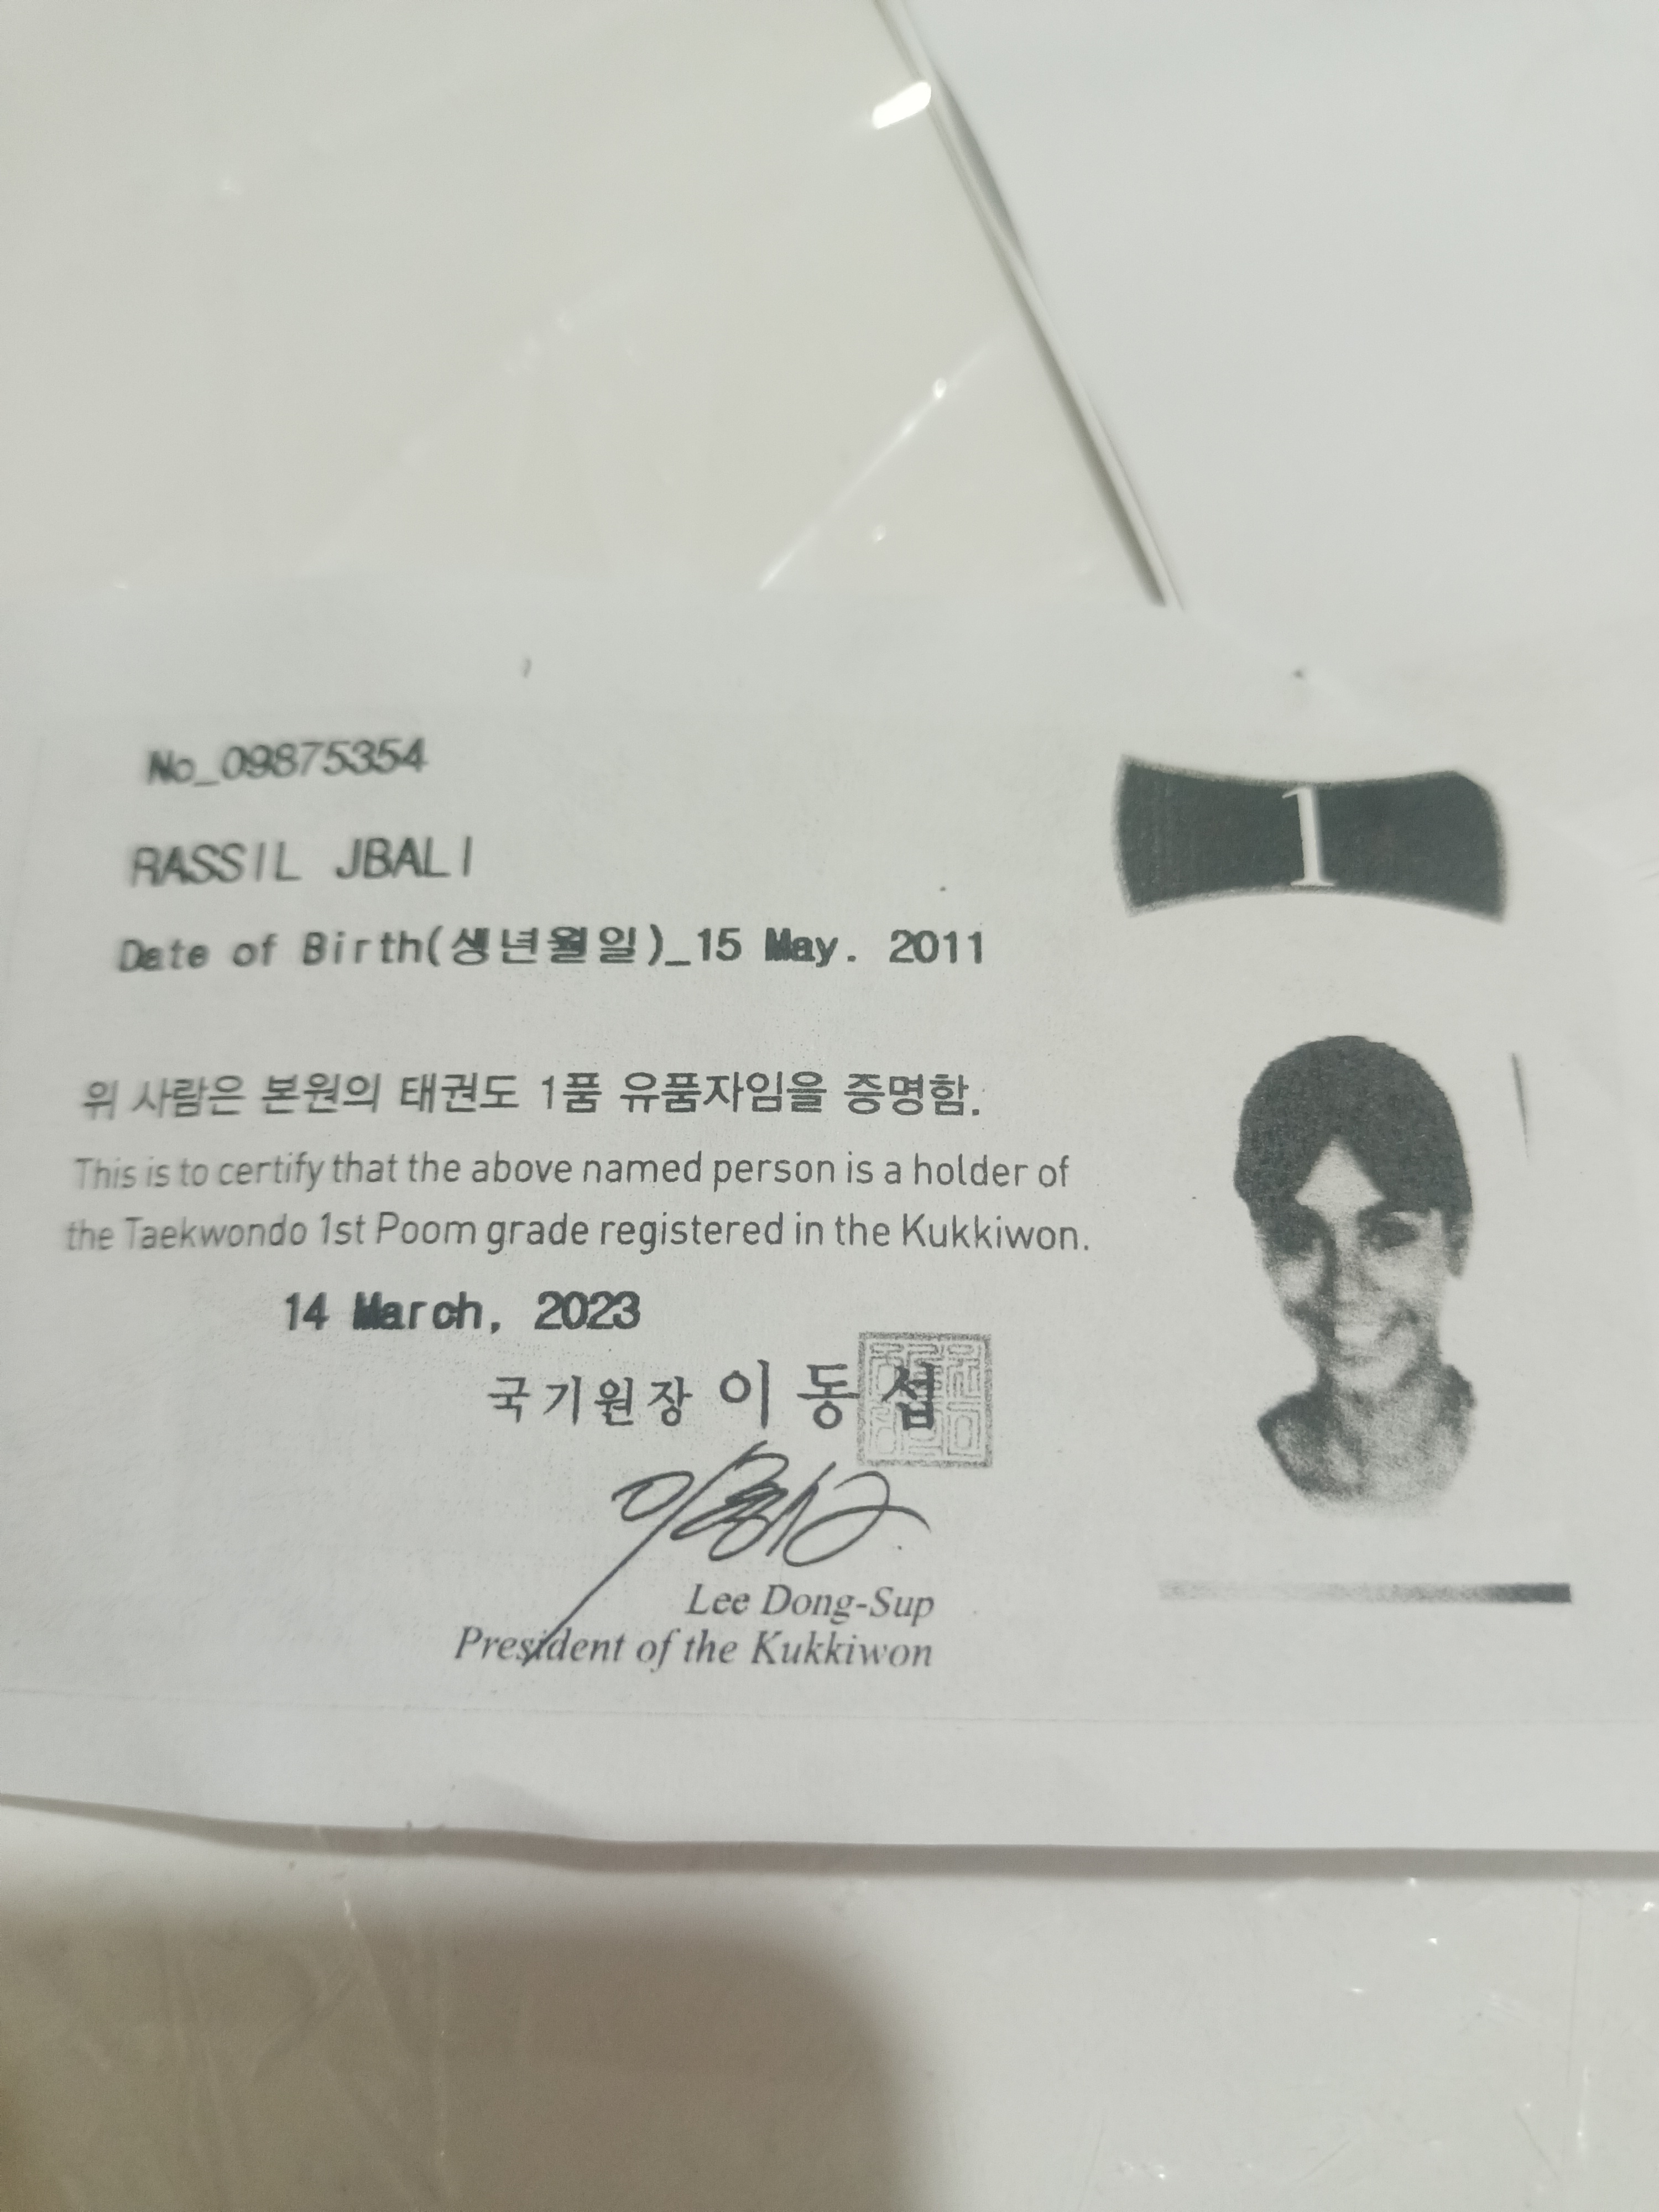 No_09875354
1
RASSIL JBALI
Date of Birth(생년월일)_15 May. 2011
위 사람은 본원의 태권도 1품 유품자임을 증명함.
This is to certify that the above named person is a holder of
the Taekwondo 1st Poom grade registered in the Kukkiwon.
14 March, 2023
국기원장 이동섭
Lee Dong-Sup
President of the Kukkiwon